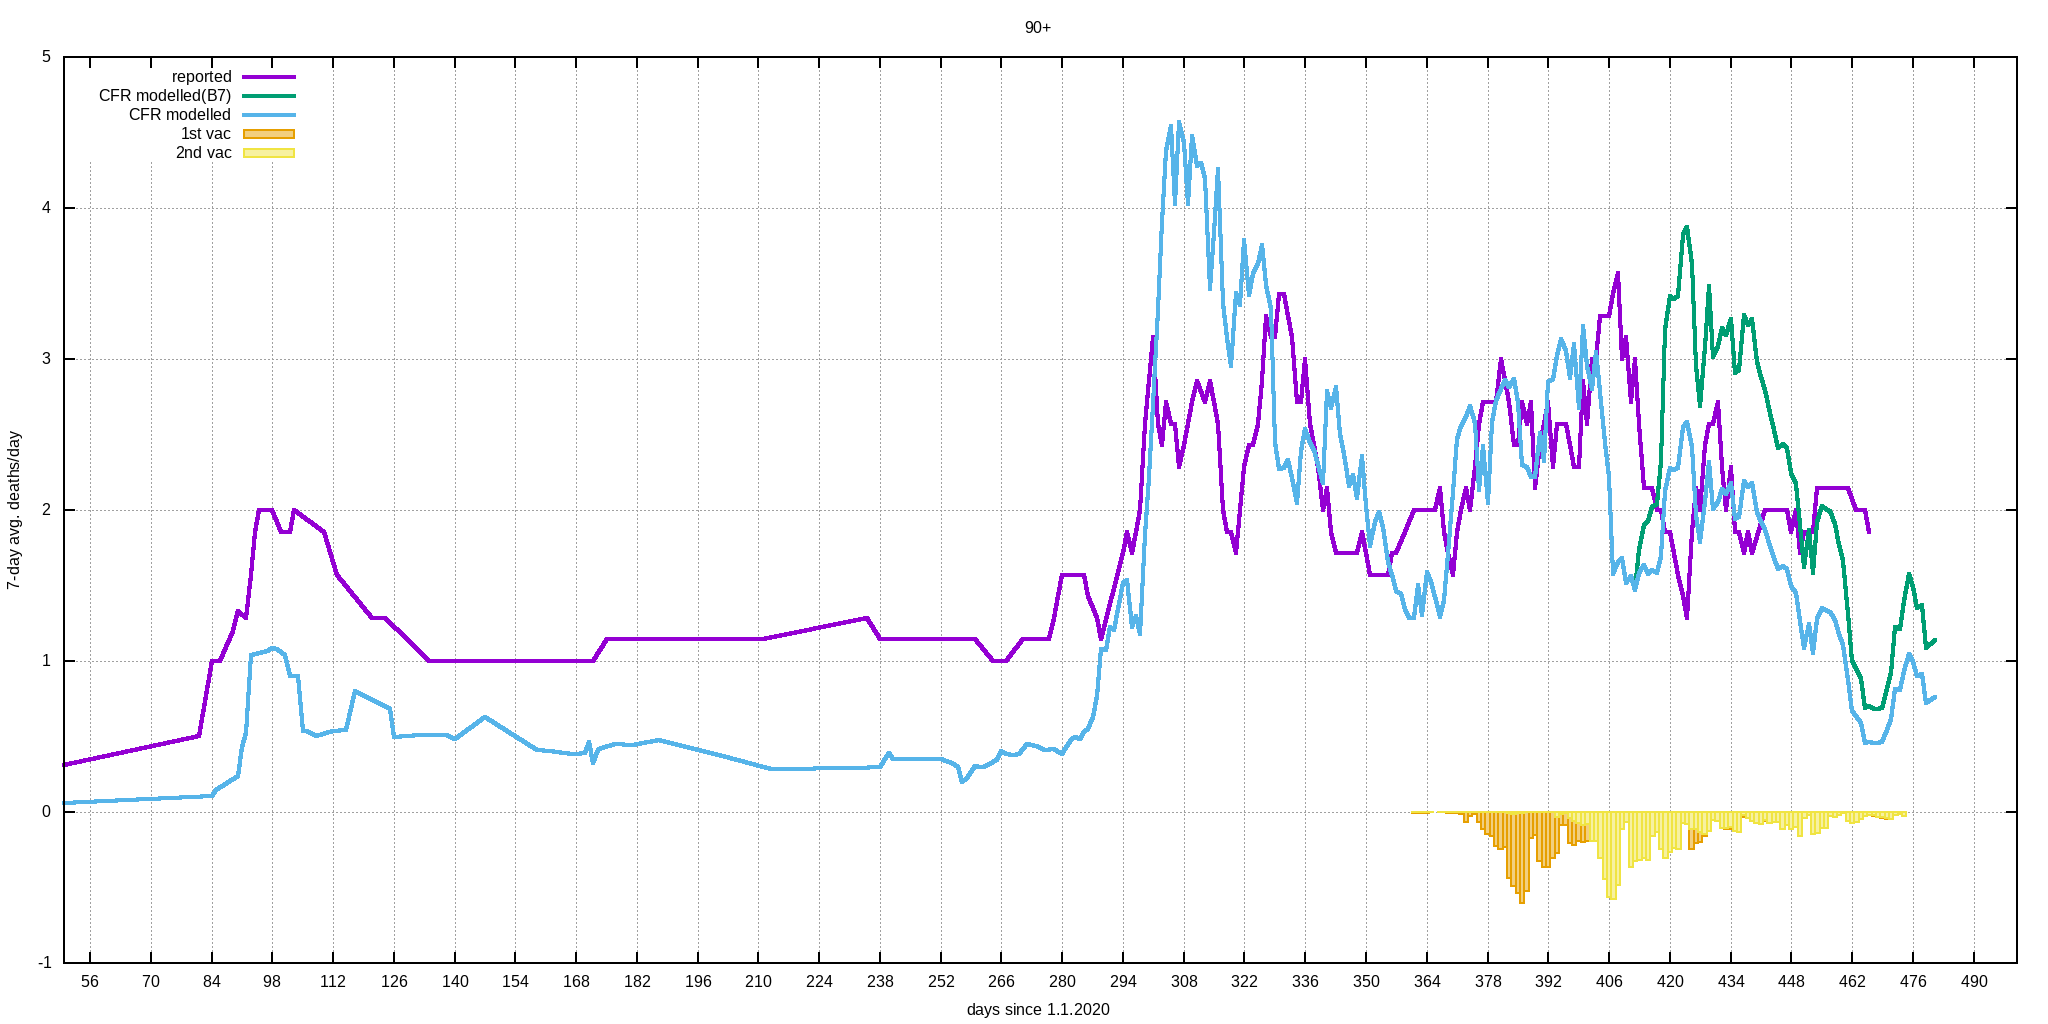 90+
reported
CFR modelled(B7)
CFR modelled
1st vac
2nd vac
5
4
3
2
1
0
-1
7-day avg. deaths/day
56 70 84 98 112 126 140 154 168 182 196 210 224 238 252 266 280 294 308 322 336 350 364 378 392 406 420 434 448 462 476 490
days since 1.1.2020